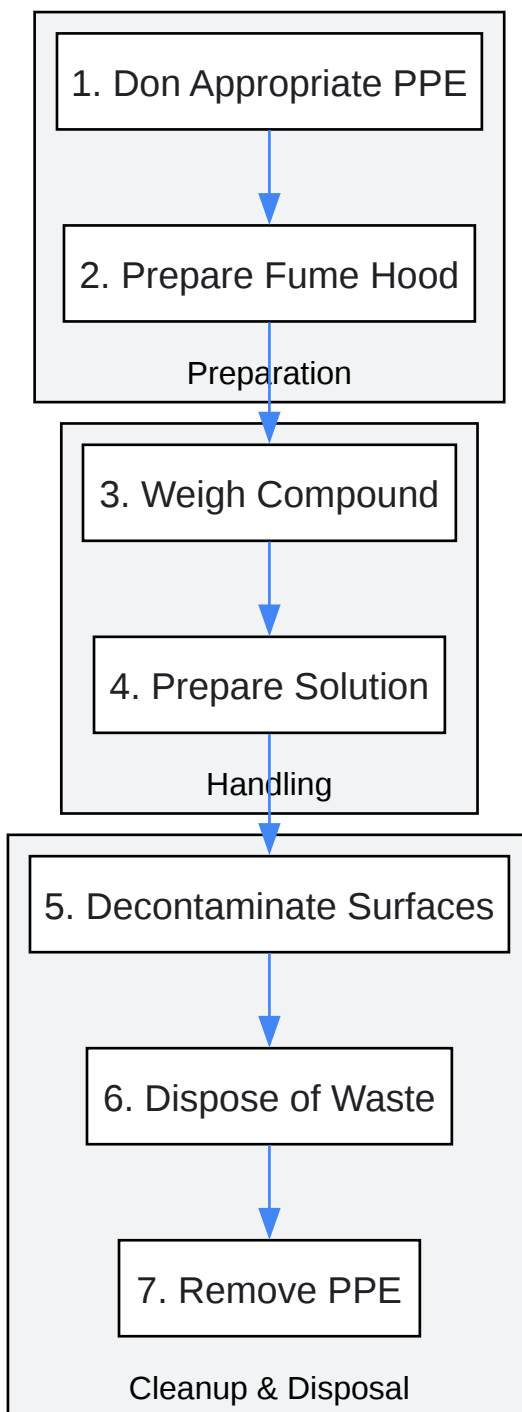 1. Don Appropriate PPE
2. Prepare Fume Hood
Preparation
3. Weigh Compound
4. Prepare Solution
Handling
5. Decontaminate Surfaces
6. Dispose of Waste
7. Remove PPE
Cleanup & Disposal